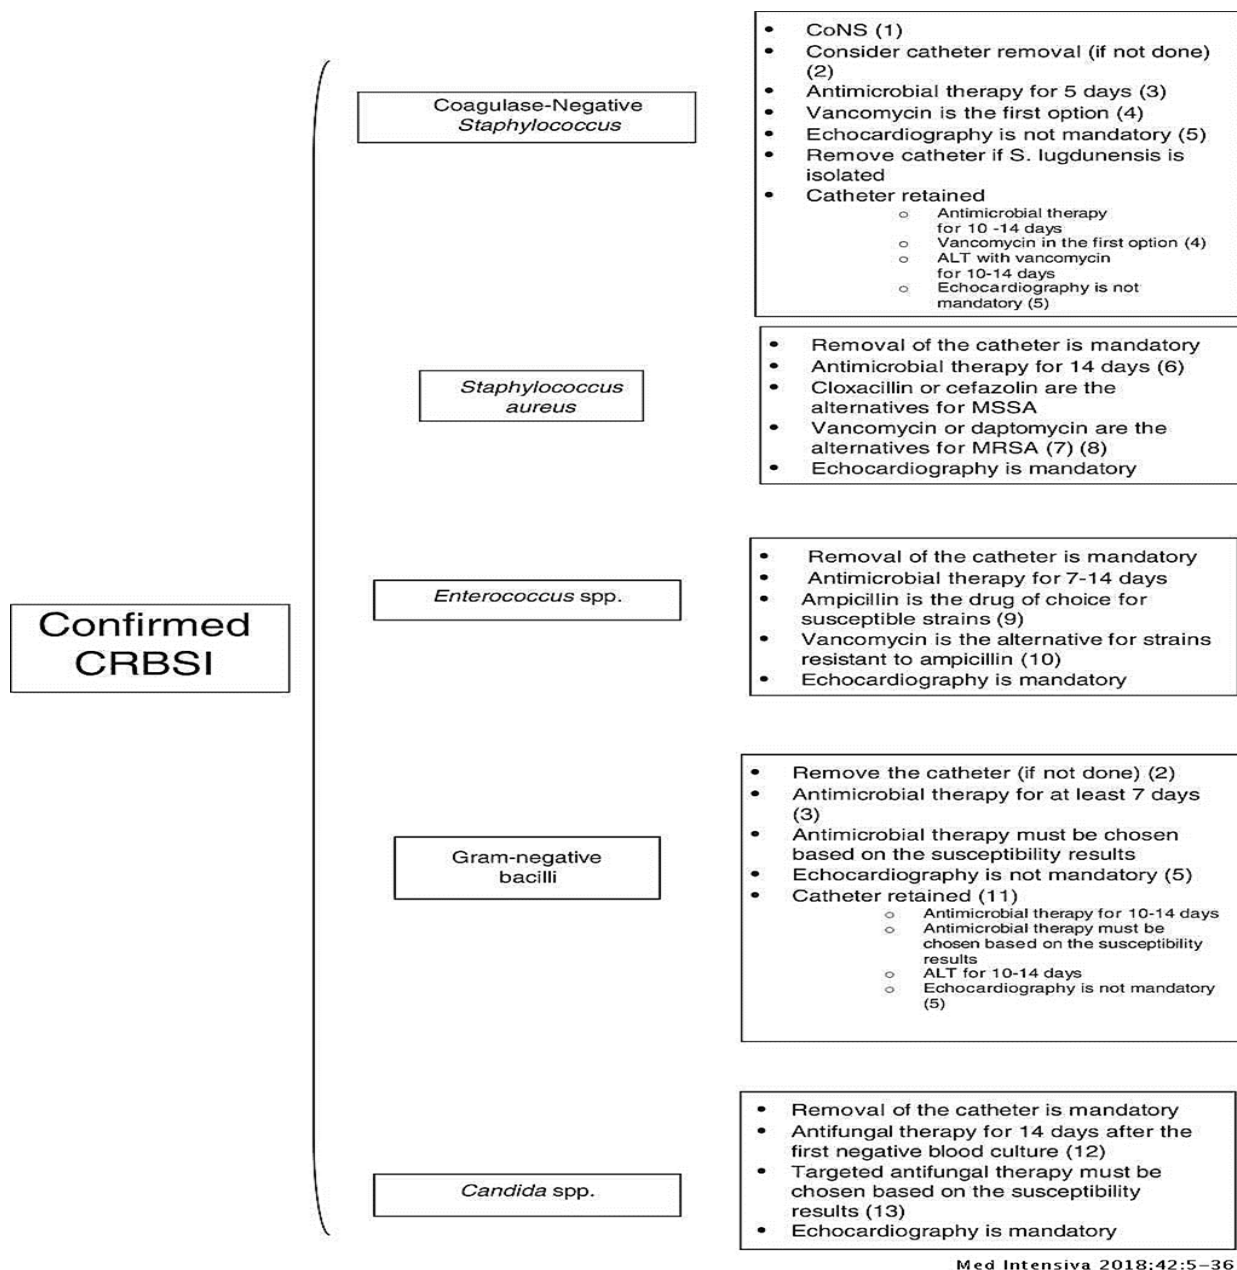 Confirmed
CRBSI
Coagulase-Negative
Staphylococcus
• CoNS (1)
• Consider catheter removal (if not done)
(2)
• Antimicrobial therapy for 5 days (3)
• Vancomycin is the first option (4)
• Echocardiography is not mandatory (5)
• Remove catheter if S. lugdunensis is
isolated
• Catheter retained
o Antimicrobial therapy
for 10 -14 days
o Vancomycin in the first option (4)
o ALT with vancomycin
for 10-14 days
o Echocardiography is not
mandatory (5)
Staphylococcus
aureus
• Removal of the catheter is mandatory
• Antimicrobial therapy for 14 days (6)
• Cloxacillin or cefazolin are the
alternatives for MSSA
• Vancomycin or daptomycin are the
alternatives for MRSA (7) (8)
• Echocardiography is mandatory
Enterococcus spp.
• Removal of the catheter is mandatory
• Antimicrobial therapy for 7-14 days
• Ampicillin is the drug of choice for
susceptible strains (9)
• Vancomycin is the alternative for strains
resistant to ampicillin (10)
• Echocardiography is mandatory
Gram-negative
bacilli
• Remove the catheter (if not done) (2)
• Antimicrobial therapy for at least 7 days
(3)
• Antimicrobial therapy must be chosen
based on the susceptibility results
• Echocardiography is not mandatory (5)
• Catheter retained (11)
o Antimicrobial therapy for 10-14 days
o Antimicrobial therapy must be
chosen based on the susceptibility
results
o ALT for 10-14 days
o Echocardiography is not mandatory
(5)
Candida spp.
• Removal of the catheter is mandatory
• Antifungal therapy for 14 days after the
first negative blood culture (12)
• Targeted antifungal therapy must be
chosen based on the susceptibility
results (13)
• Echocardiography is mandatory
Med Intensiva 2018;42:5–36